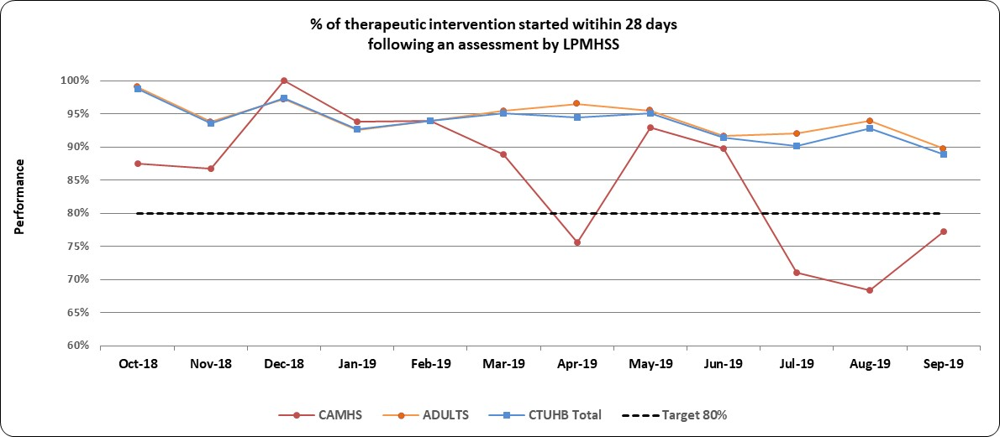 % of therapeutic intervention started witihin 28 days
following an assessment by LPMHSS
Performance
100%
95%
90%
85%
80%
75%
70%
65%
60%
Oct-18 Nov-18 Dec-18 Jan-19 Feb-19 Mar-19 Apr-19 May-19 Jun-19 Jul-19 Aug-19 Sep-19
CAMHS ADULTS CTUHB Total Target 80%